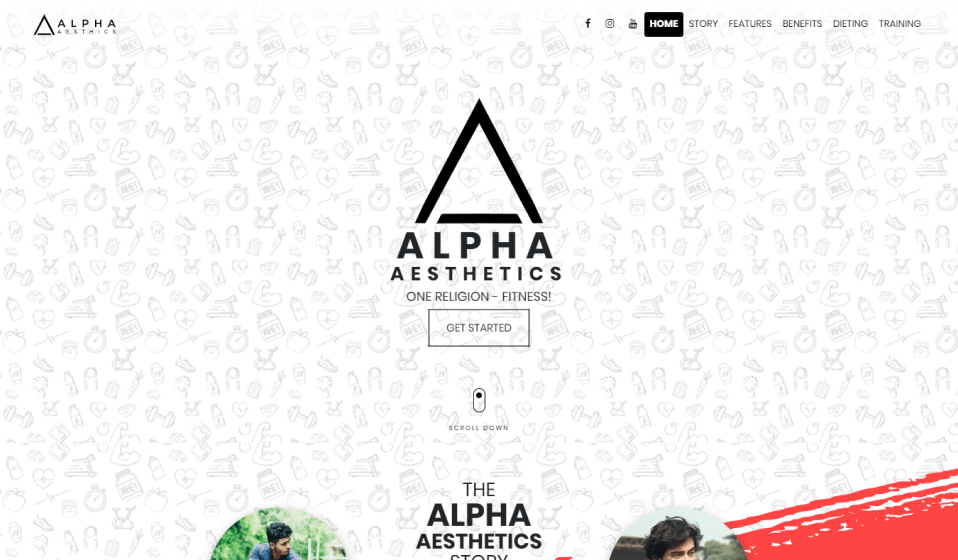 ALPHA
AESTHICS
HOME STORY FEATURES BENEFITS DIETING TRAINING
ALPHA
AESTHETICS
ONE RELIGION - FITNESS!
GET STARTED
SCROLL DOWN
THE
ALPHA
AESTHETICS
STORY